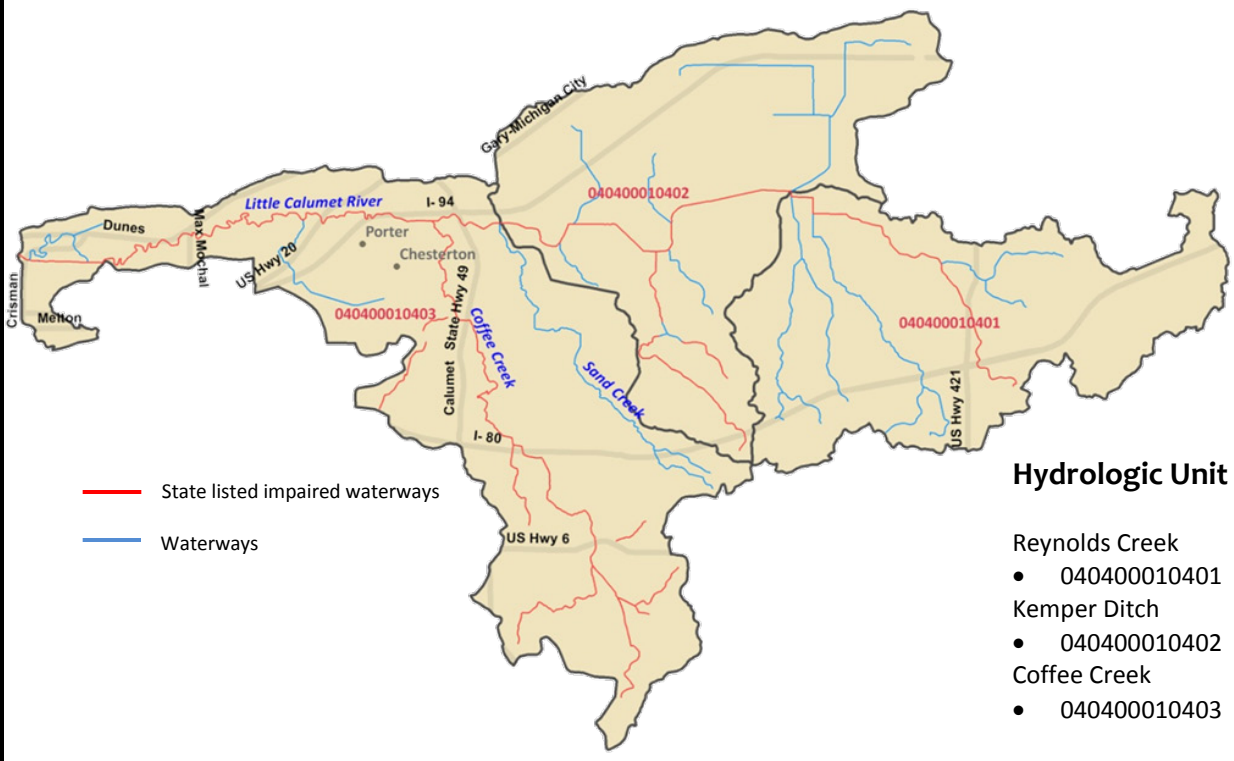 Gary-Michigan City
040400010402
Little Calumet River
I- 94
Dunes
Max Mochal
Porter
US Hwy 20
Chesterton
Crisman
Melton
040400010403
Calumet State Hwy 49
Coffee Creek
Sand Creek
040400010401
US Hwy 421
I- 80
US Hwy 6
State listed impaired waterways
Waterways
Hydrologic Unit
Reynolds Creek
• 040400010401
Kemper Ditch
• 040400010402
Coffee Creek
• 040400010403